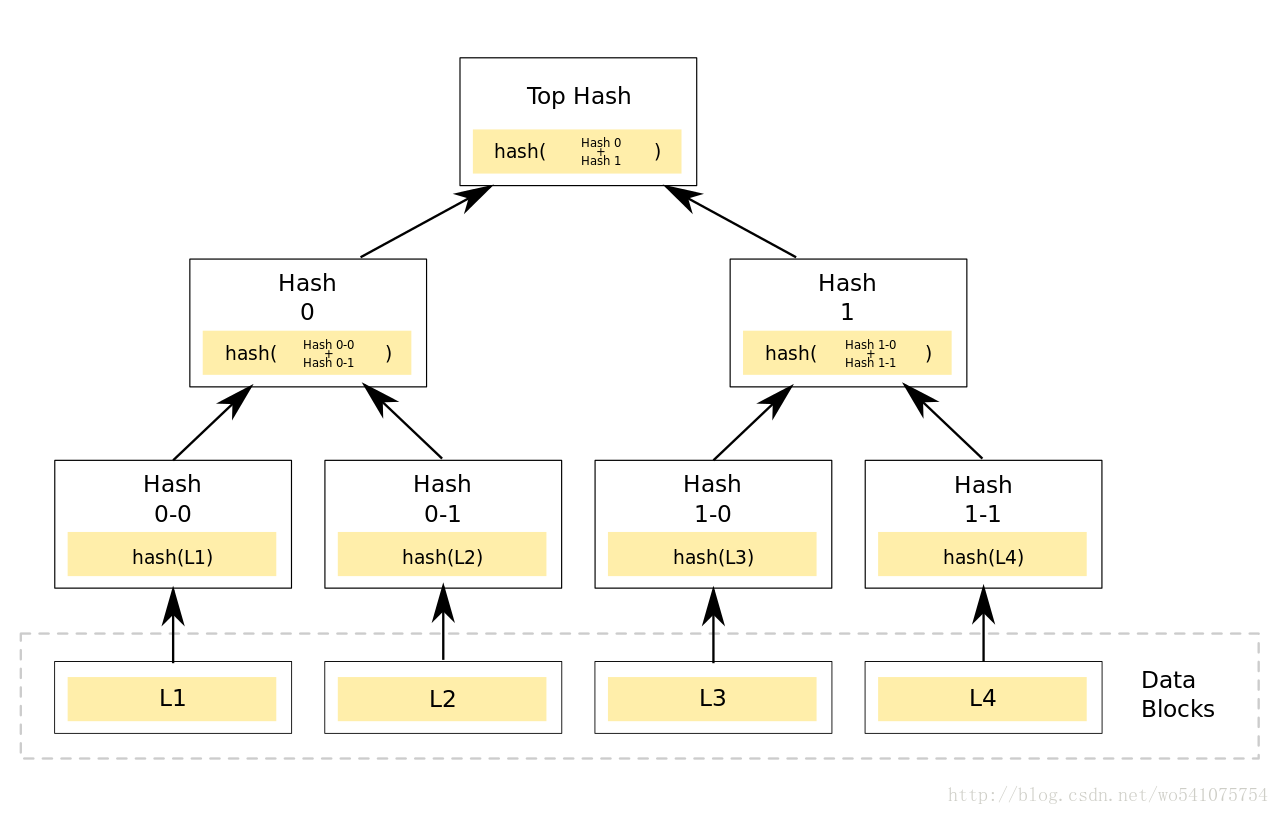 Top Hash
hash( Hash 0 + Hash 1 )
Hash
0
hash( Hash 0-0 + Hash 0-1 )
Hash
1
hash( Hash 1-0 + Hash 1-1 )
Hash
0-0
hash(L1)
Hash
0-1
hash(L2)
Hash
1-0
hash(L3)
Hash
1-1
hash(L4)
L1
L2
L3
L4
Data
Blocks
http://blog.csdn.net/wo541075754